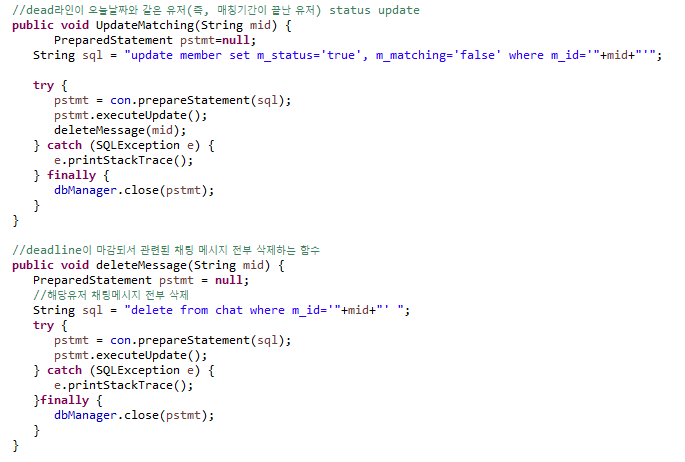 //dead라인이 오늘날짜와 같은 유저(즉, 매칭기간이 끝난 유저) status update
public void UpdateMatching(String mid) {
PreparedStatement pstmt=null;
String sql = "update member set m_status='true', m_matching='false' where m_id='"+mid+"'";
try {
pstmt = con.prepareStatement(sql);
pstmt.executeUpdate();
deleteMessage(mid);
} catch (SQLException e) {
e.printStackTrace();
} finally {
dbManager.close(pstmt);
}
}
//deadline이 마감되서 관련된 채팅 메시지 전부 삭제하는 함수
public void deleteMessage(String mid) {
PreparedStatement pstmt = null;
//해당유저 채팅메시지 전부 삭제
String sql = "delete from chat where m_id='"+mid+"' ";
try {
pstmt = con.prepareStatement(sql);
pstmt.executeUpdate();
} catch (SQLException e) {
e.printStackTrace();
}finally {
dbManager.close(pstmt);
}
}